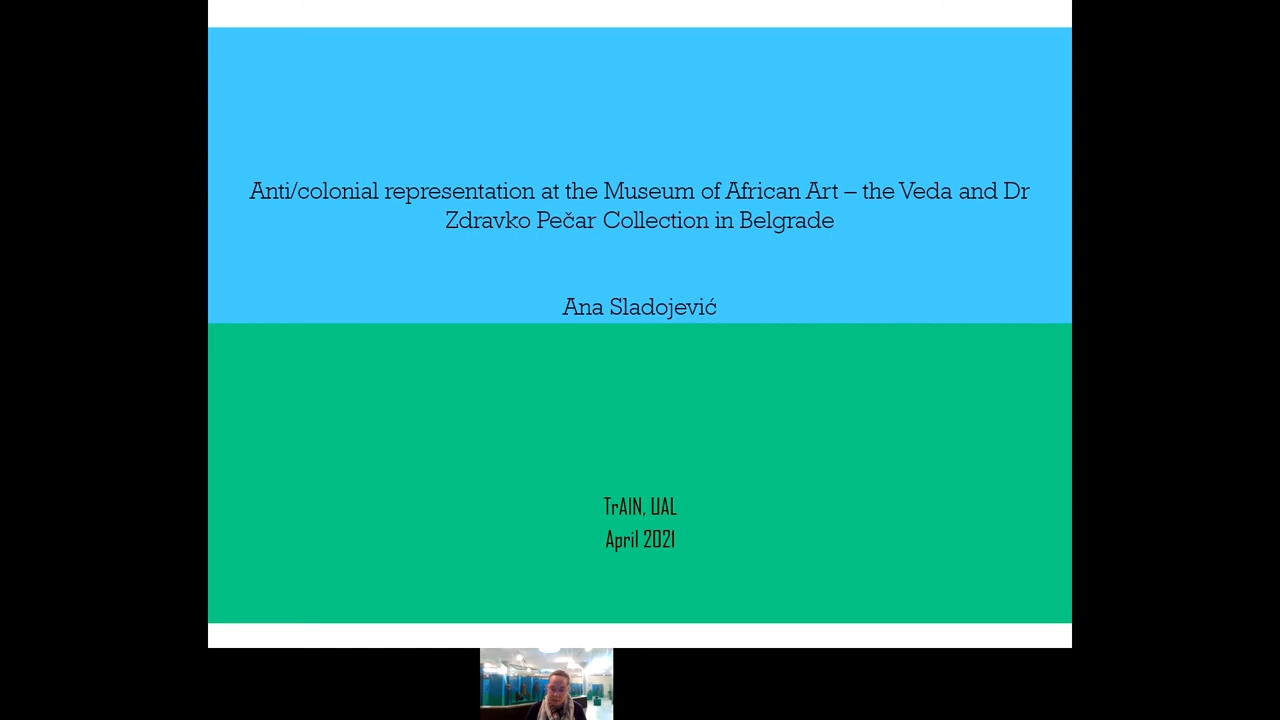 Anti/colonial representation at the Museum of African Art – the Veda and Dr
Zdravko Pečar Collection in Belgrade
Ana Sladojević
TrAIN, UAL
April 2021